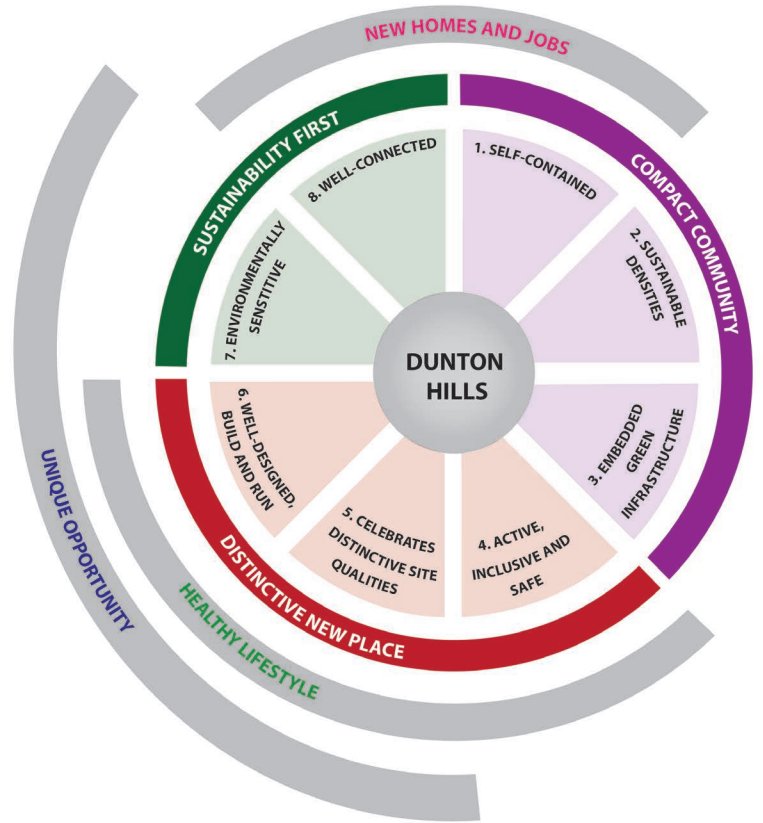 NEW HOMES AND JOBS
SUSTAINABILITY FIRST
COMPACT COMMUNITY
DISTINCTIVE NEW PLACE
HEALTHY LIFESTYLE
UNIQUE OPPORTUNITY
DUNTON
HILLS
1. SELF-CONTAINED
2. SUSTAINABLE
DENSITIES
3. EMBEDDED
GREEN
INFRASTRUCTURE
4. ACTIVE,
INCLUSIVE AND
SAFE
5. CELEBRATES
DISTINCTIVE SITE
QUALITIES
6. WELL-DESIGNED,
BUILD AND RUN
7. ENVIRONMENTALLY
SENSTITIVE
8. WELL-CONNECTED